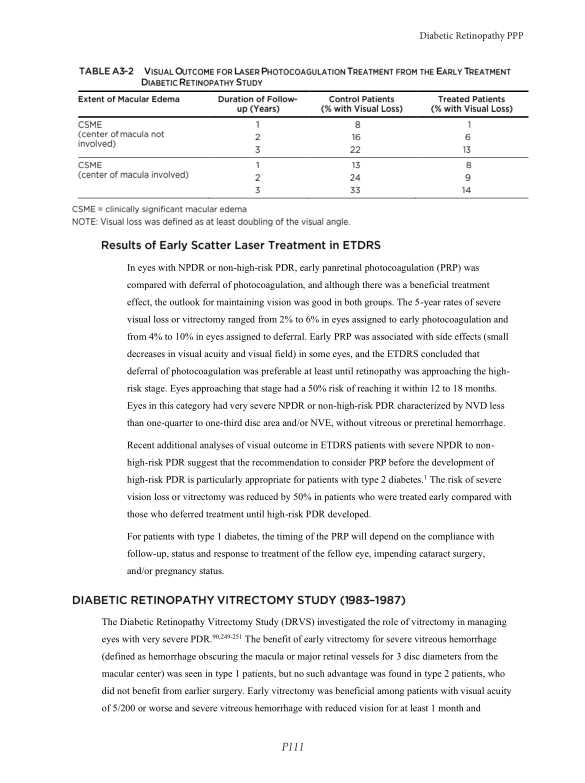 Diabetic Retinopathy PPP
TABLE A3-2 VISUAL OUTCOME FOR LASER PHOTOCOAGULATION TREATMENT FROM THE EARLY TREATMENT
DIABETIC RETINOPATHY STUDY
Extent of Macular Edema Duration of Follow-up (Years) Control Patients (% with Visual Loss) Treated Patients (% with Visual Loss)
CSME 1 8 1
(center of macula not 2 16 6
involved) 3 22 13
CSME 1 13 8
(center of macula involved) 2 24 9
3 33 14
CSME = clinically significant macular edema
NOTE: Visual loss was defined as at least doubling of the visual angle.
Results of Early Scatter Laser Treatment in ETDRS
In eyes with NPDR or non-high-risk PDR, early panretinal photocoagulation (PRP) was
compared with deferral of photocoagulation, and although there was a beneficial treatment
effect, the outlook for maintaining vision was good in both groups. The 5-year rates of severe
visual loss or vitrectomy ranged from 2% to 6% in eyes assigned to early photocoagulation and
from 4% to 10% in eyes assigned to deferral. Early PRP was associated with side effects (small
decreases in visual acuity and visual field) in some eyes, and the ETDRS concluded that
deferral of photocoagulation was preferable at least until retinopathy was approaching the high-
risk stage. Eyes approaching that stage had a 50% risk of reaching it within 12 to 18 months.
Eyes in this category had very severe NPDR or non-high-risk PDR characterized by NVD less
than one-quarter to one-third disc area and/or NVE, without vitreous or preretinal hemorrhage.
Recent additional analyses of visual outcome in ETDRS patients with severe NPDR to non-
high-risk PDR suggest that the recommendation to consider PRP before the development of
high-risk PDR is particularly appropriate for patients with type 2 diabetes.1 The risk of severe
vision loss or vitrectomy was reduced by 50% in patients who were treated early compared with
those who deferred treatment until high-risk PDR developed.
For patients with type 1 diabetes, the timing of the PRP will depend on the compliance with
follow-up, status and response to treatment of the fellow eye, impending cataract surgery,
and/or pregnancy status.
DIABETIC RETINOPATHY VITRECTOMY STUDY (1983–1987)
The Diabetic Retinopathy Vitrectomy Study (DRVS) investigated the role of vitrectomy in managing
eyes with very severe PDR.90,249-251 The benefit of early vitrectomy for severe vitreous hemorrhage
(defined as hemorrhage obscuring the macula or major retinal vessels for 3 disc diameters from the
macular center) was seen in type 1 patients, but no such advantage was found in type 2 patients, who
did not benefit from earlier surgery. Early vitrectomy was beneficial among patients with visual acuity
of 5/200 or worse and severe vitreous hemorrhage with reduced vision for at least 1 month and
P111